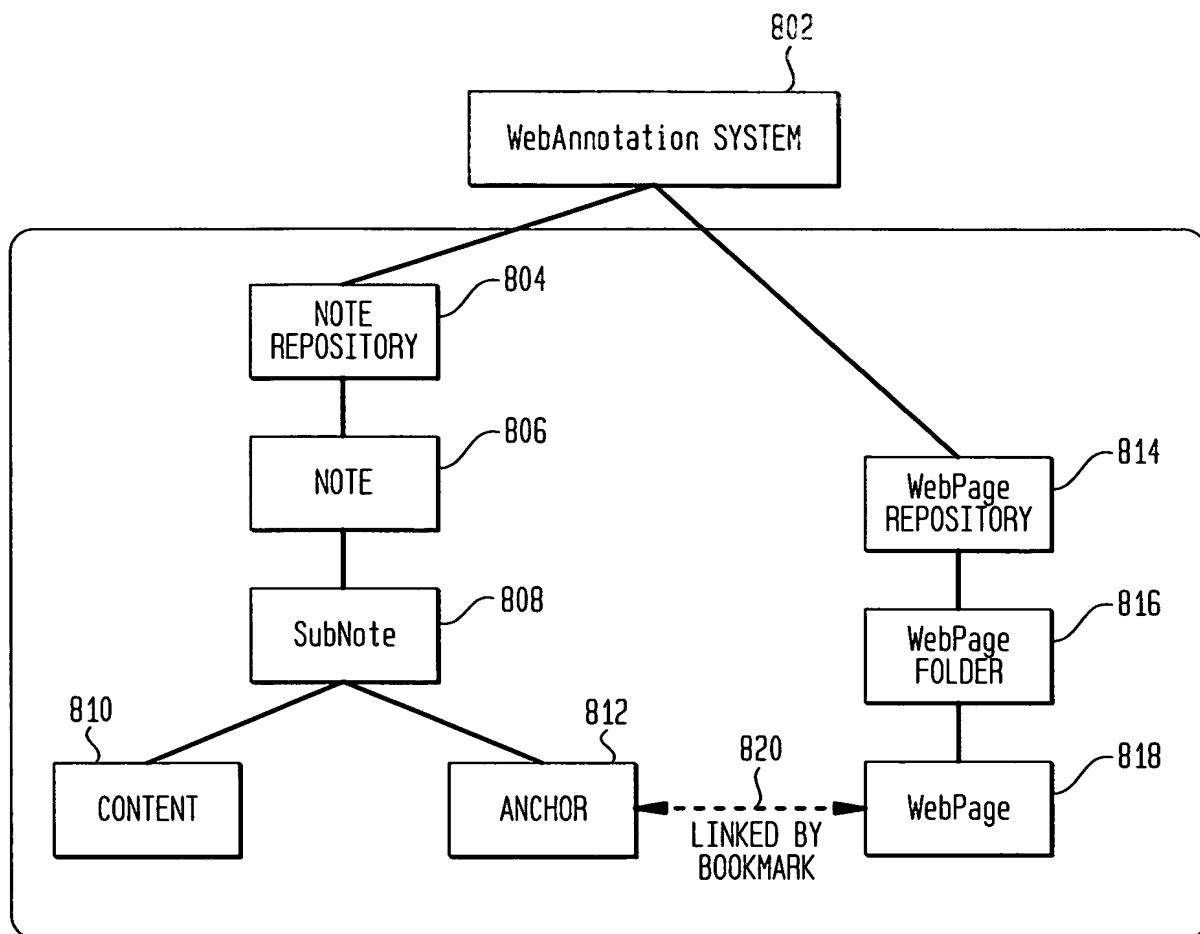 802
WebAnnotation SYSTEM
804
NOTE
REPOSITORY
806
NOTE
814
WebPage
REPOSITORY
808
SubNote
816
WebPage
FOLDER
810
CONTENT
812
ANCHOR
820
LINKED BY
BOOKMARK
818
WebPage